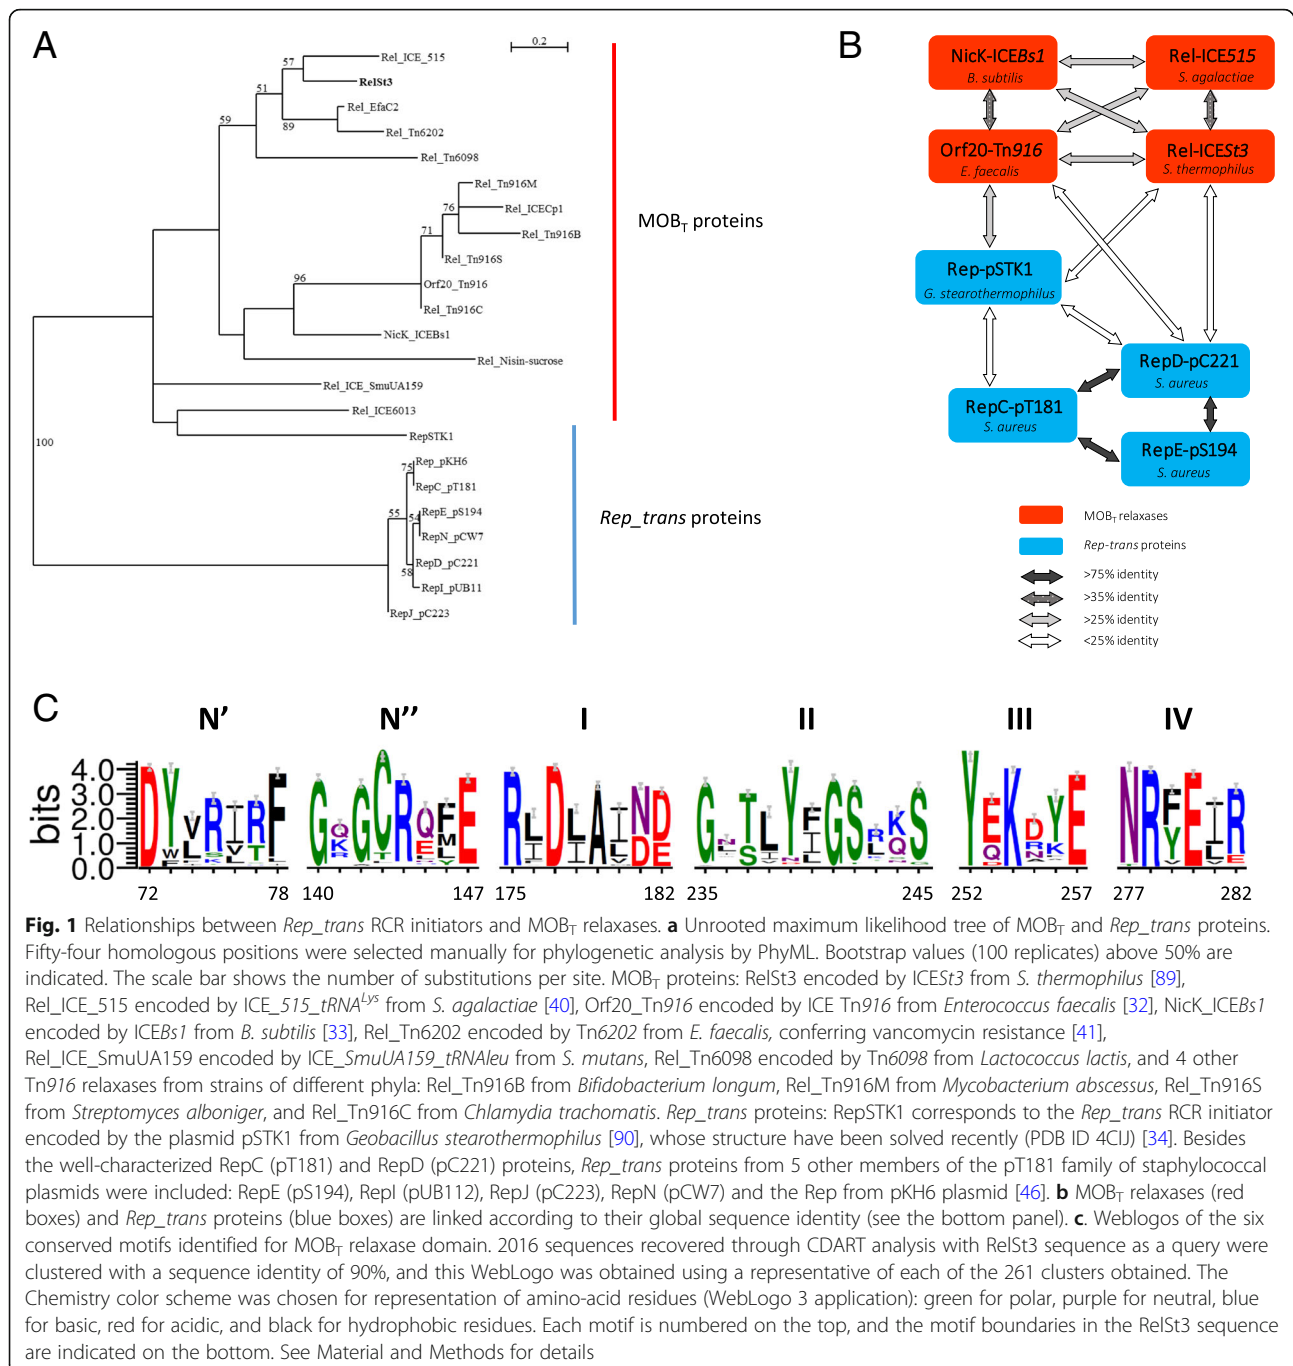 A
0.2
Rel_ICE_515
57
RelSt3
51
Rel_EfaC2
89
Rel_Tn6202
59
Rel_Tn6098
Rel_Tn916M
76
Rel_ICECp1
Rel_Tn916B
71
Rel_Tn916S
96
Orf20_Tn916
Rel_Tn916C
NicK_ICEBs1
Rel_Nisin-sucrose
Rel_ICE_SmuUA159
Rel_ICE6013
100
RepSTK1
Rep_pKH6
75
RepC_pT181
RepE_pS194
55
54
RepN_pCW7
RepD_pC221
58
RepI_pUB11
RepJ_pC223
MOBT proteins
Rep_trans proteins
B
NicK-ICEBs1
B. subtilis
Rel-ICE515
S. agalactiae
Orf20-Tn916
E. faecalis
Rel-ICESt3
S. thermophilus
Rep-pSTK1
G. stearothermophilus
RepD-pC221
S. aureus
RepC-pT181
S. aureus
RepE-pS194
S. aureus
MOBT relaxases
Rep-trans proteins
>75% identity
>35% identity
>25% identity
<25% identity
C
N’ N’’ I II III IV
bits
4.0
3.0
2.0
1.0
0.0
72 78 140 147 175 182 235 245 252 257 277 282
Fig. 1 Relationships between Rep_trans RCR initiators and MOBT relaxases. a Unrooted maximum likelihood tree of MOBT and Rep_trans proteins.
Fifty-four homologous positions were selected manually for phylogenetic analysis by PhyML. Bootstrap values (100 replicates) above 50% are
indicated. The scale bar shows the number of substitutions per site. MOBT proteins: RelSt3 encoded by ICESt3 from S. thermophilus [89],
Rel_ICE_515 encoded by ICE_515_tRNALys from S. agalactiae [40], Orf20_Tn916 encoded by ICE Tn916 from Enterococcus faecalis [32], NicK_ICEBs1
encoded by ICEBs1 from B. subtilis [33], Rel_Tn6202 encoded by Tn6202 from E. faecalis, conferring vancomycin resistance [41],
Rel_ICE_SmuUA159 encoded by ICE_SmuUA159_tRNAleu from S. mutans, Rel_Tn6098 encoded by Tn6098 from Lactococcus lactis, and 4 other
Tn916 relaxases from strains of different phyla: Rel_Tn916B from Bifidobacterium longum, Rel_Tn916M from Mycobacterium abscessus, Rel_Tn916S
from Streptomyces alboniger, and Rel_Tn916C from Chlamydia trachomatis. Rep_trans proteins: RepSTK1 corresponds to the Rep_trans RCR initiator
encoded by the plasmid pSTK1 from Geobacillus stearothermophilus [90], whose structure have been solved recently (PDB ID 4CIJ) [34]. Besides
the well-characterized RepC (pT181) and RepD (pC221) proteins, Rep_trans proteins from 5 other members of the pT181 family of staphylococcal
plasmids were included: RepE (pS194), RepI (pUB112), RepJ (pC223), RepN (pCW7) and the Rep from pKH6 plasmid [46]. b MOBT relaxases (red
boxes) and Rep_trans proteins (blue boxes) are linked according to their global sequence identity (see the bottom panel). c. Weblogos of the six
conserved motifs identified for MOBT relaxase domain. 2016 sequences recovered through CDART analysis with RelSt3 sequence as a query were
clustered with a sequence identity of 90%, and this WebLogo was obtained using a representative of each of the 261 clusters obtained. The
Chemistry color scheme was chosen for representation of amino-acid residues (WebLogo 3 application): green for polar, purple for neutral, blue
for basic, red for acidic, and black for hydrophobic residues. Each motif is numbered on the top, and the motif boundaries in the RelSt3 sequence
are indicated on the bottom. See Material and Methods for details